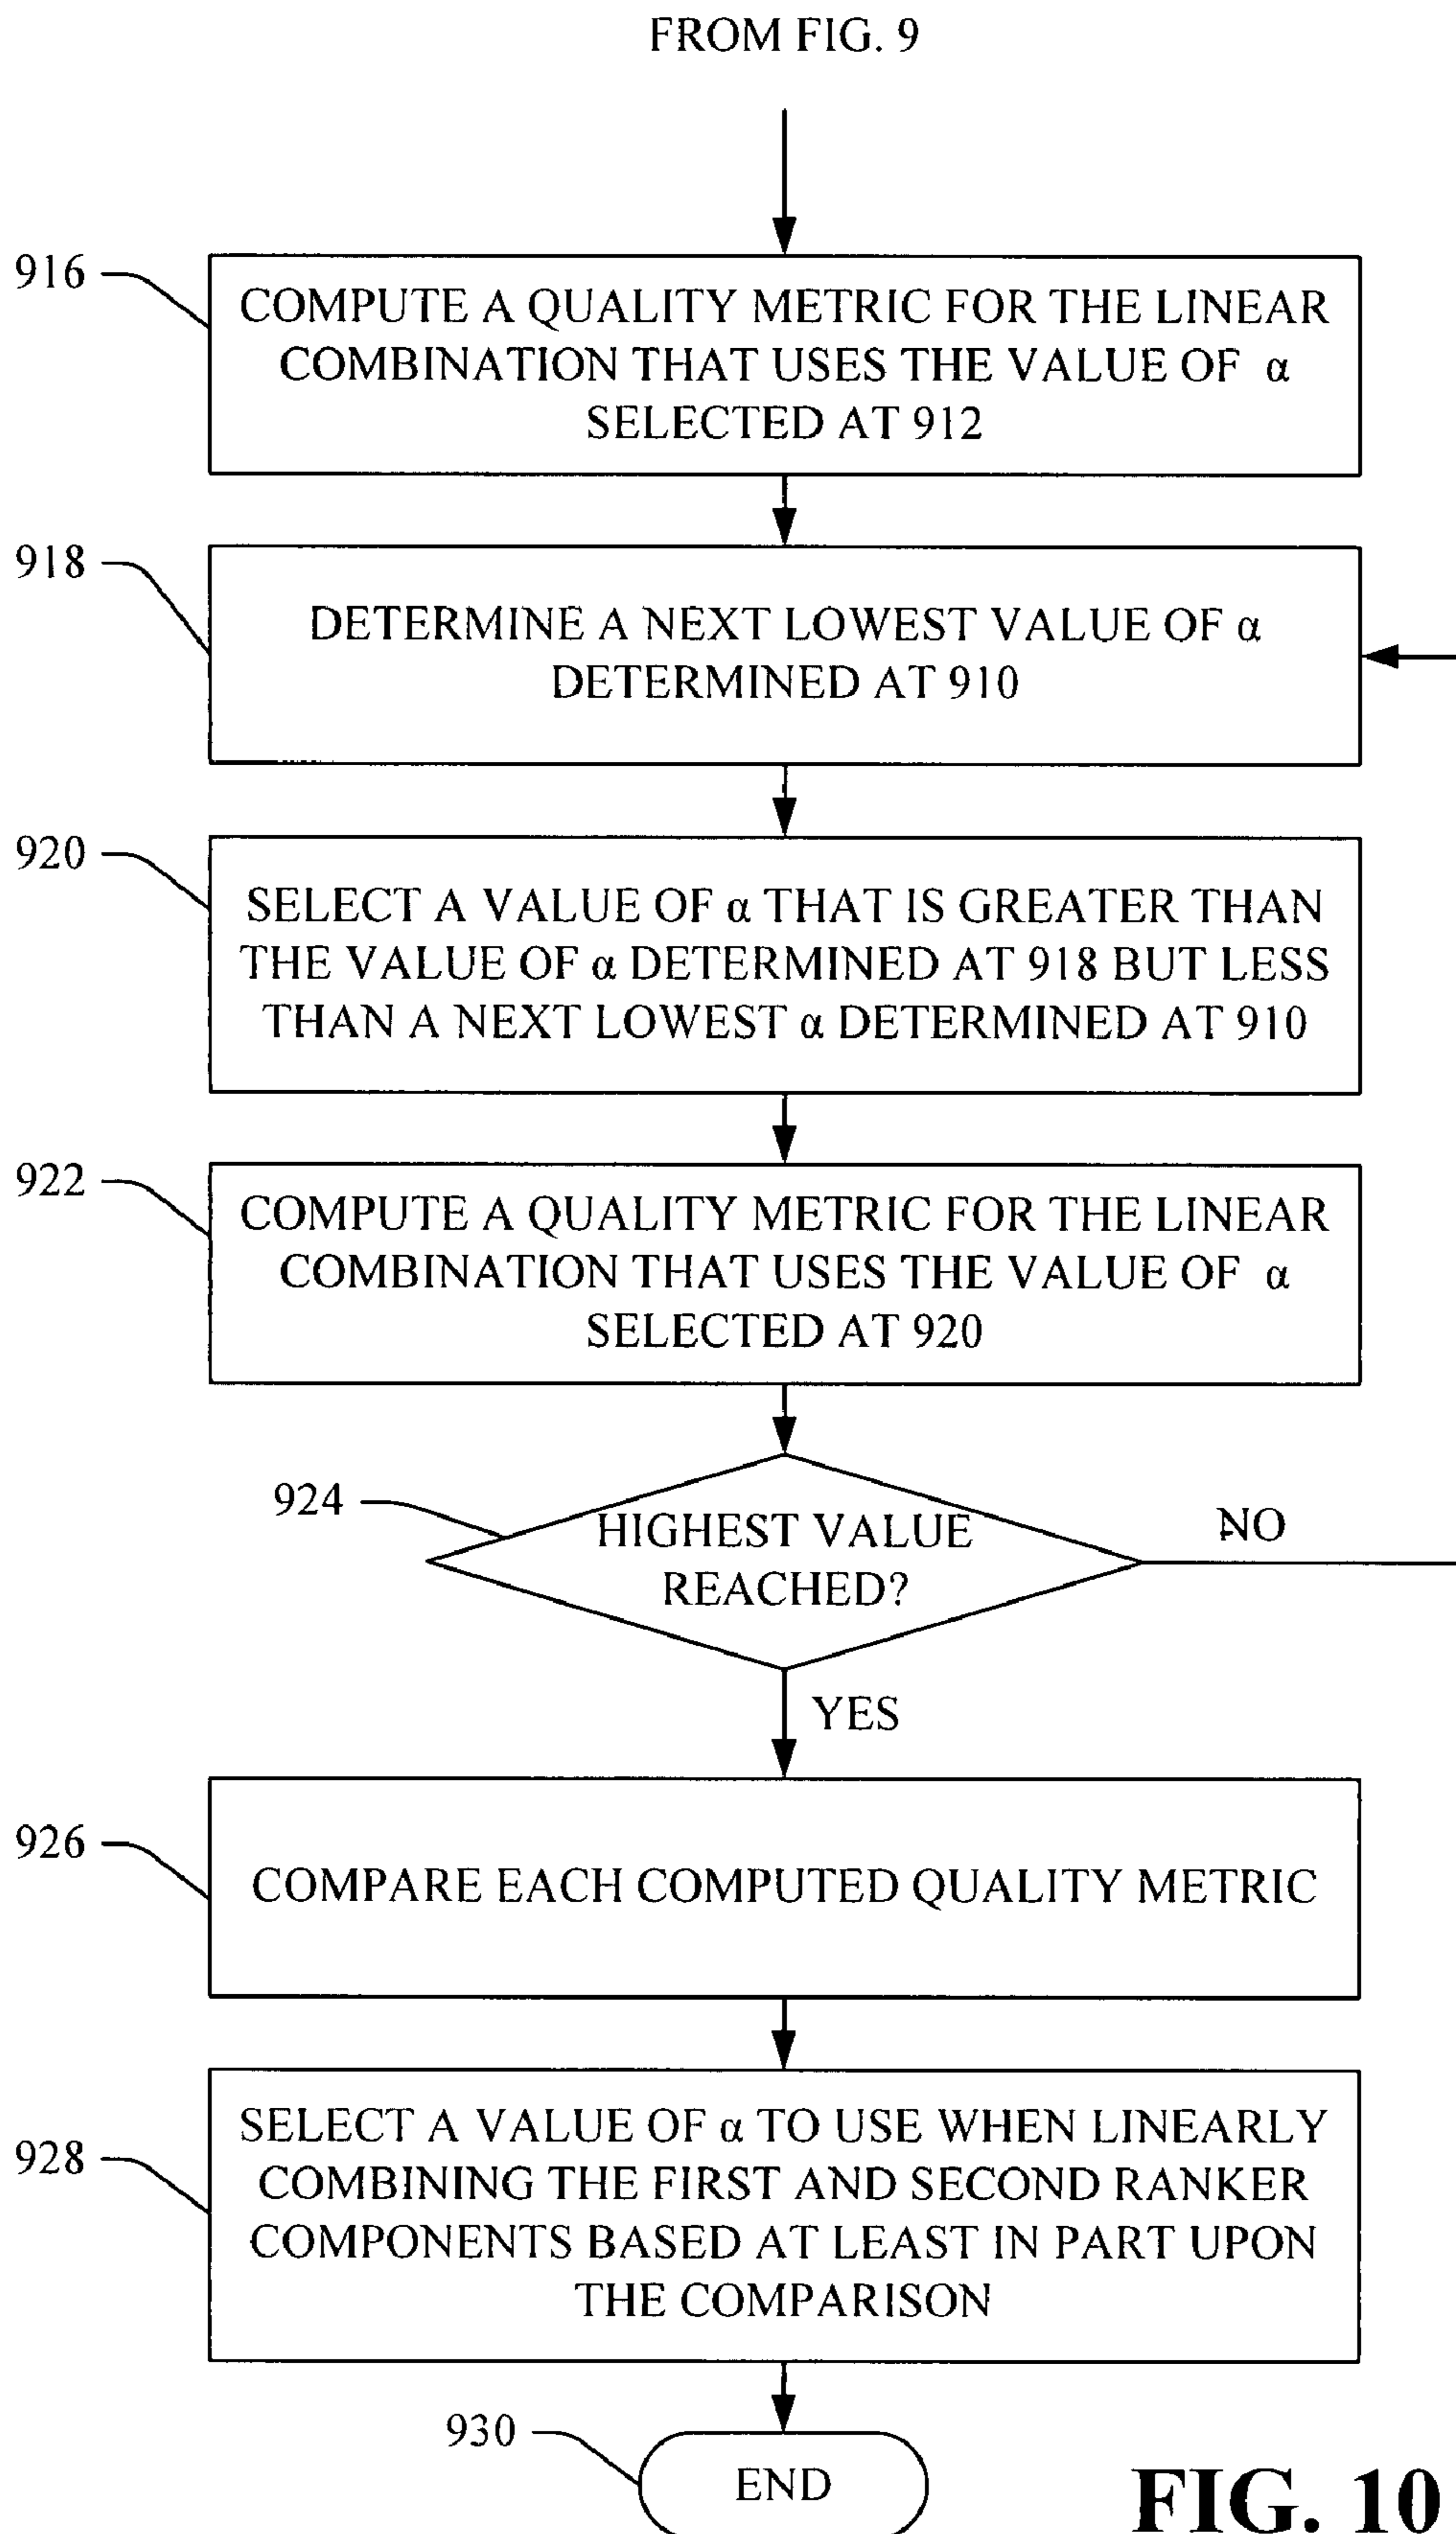 FROM FIG. 9
916
COMPUTE A QUALITY METRIC FOR THE LINEAR
COMBINATION THAT USES THE VALUE OF α
SELECTED AT 912
918
DETERMINE A NEXT LOWEST VALUE OF α
DETERMINED AT 910
920
SELECT A VALUE OF α THAT IS GREATER THAN
THE VALUE OF α DETERMINED AT 918 BUT LESS
THAN A NEXT LOWEST α DETERMINED AT 910
922
COMPUTE A QUALITY METRIC FOR THE LINEAR
COMBINATION THAT USES THE VALUE OF α
SELECTED AT 920
924
HIGHEST VALUE
REACHED?
NO
YES
926
COMPARE EACH COMPUTED QUALITY METRIC
928
SELECT A VALUE OF α TO USE WHEN LINEARLY
COMBINING THE FIRST AND SECOND RANKER
COMPONENTS BASED AT LEAST IN PART UPON
THE COMPARISON
930
END
FIG. 10